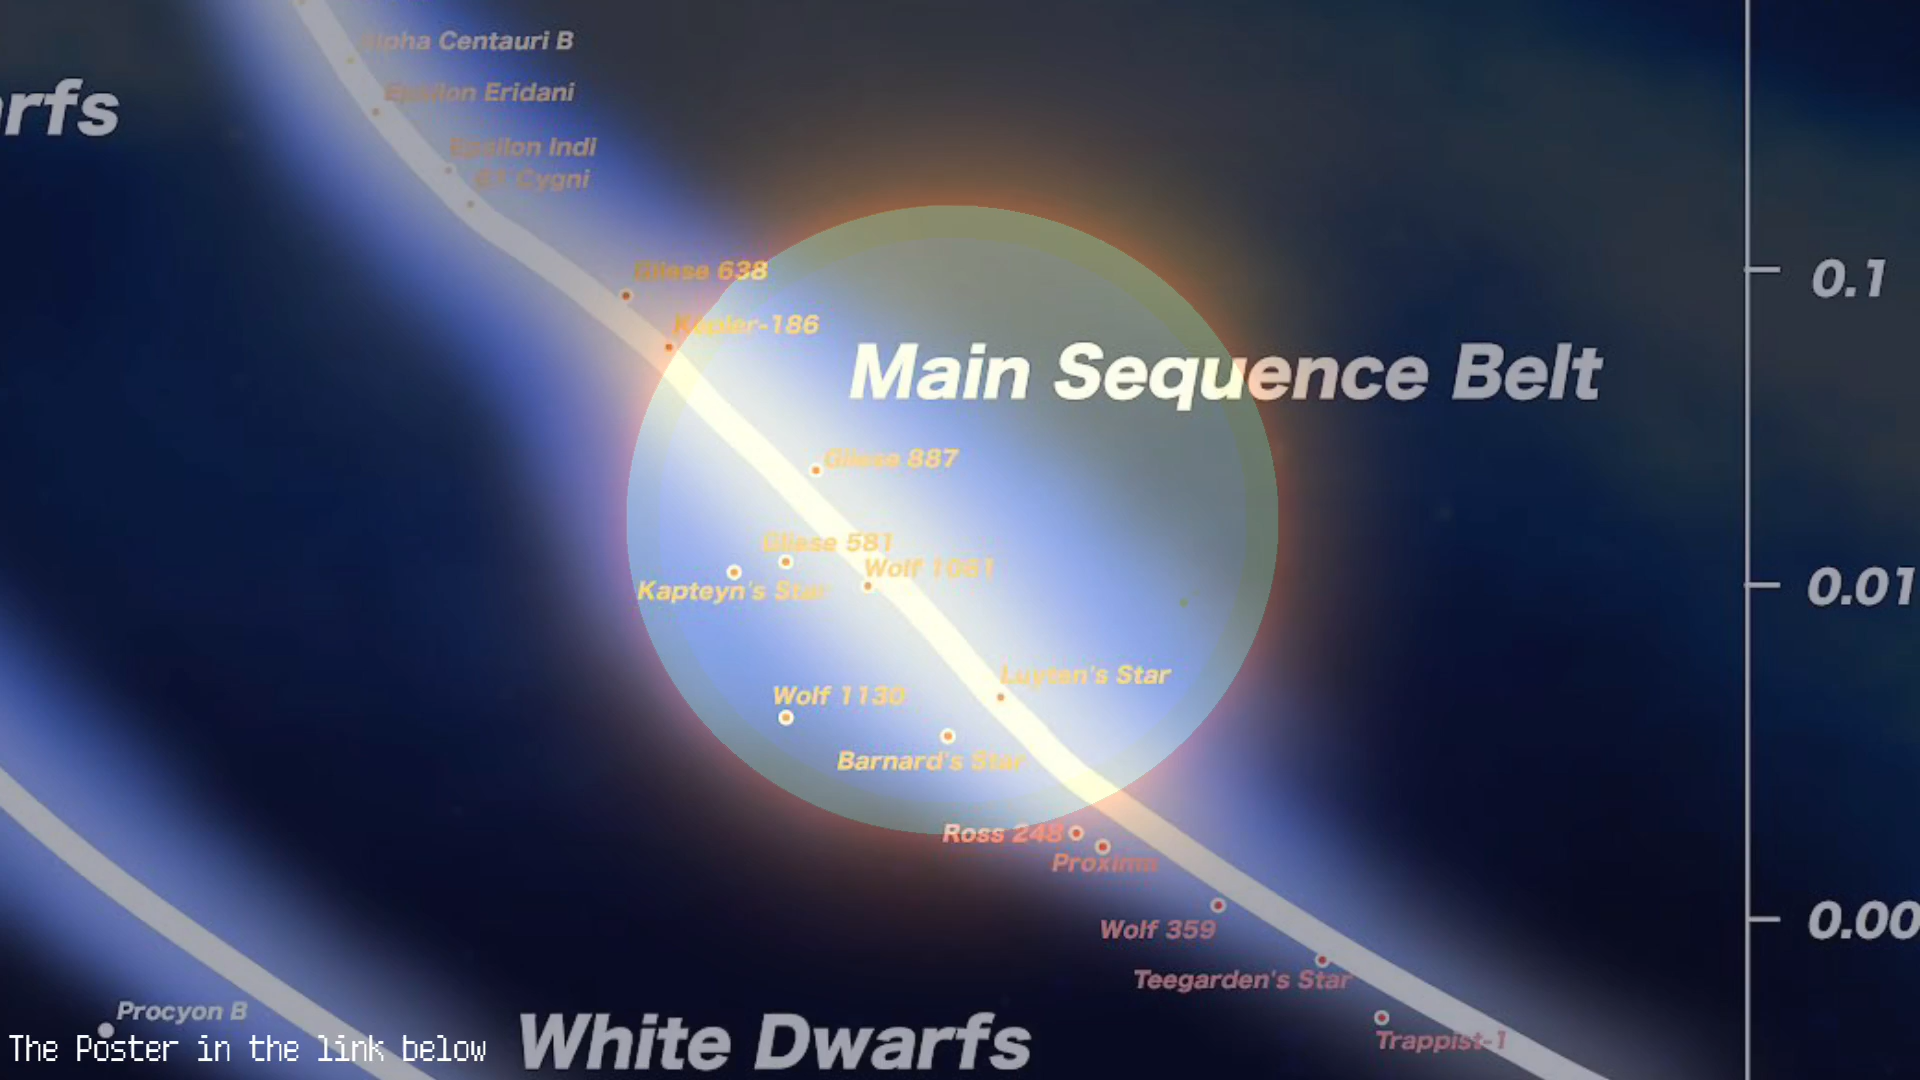 Alpha Centauri B
rfs
Epsilon Eridani
Epsilon Indi
61 Cygni
Gliese 638
0.1
Kepler-186
Main Sequence Belt
Gliese 887
Gliese 581
Wolf 1061
Kapteyn's Star
0.01
Luyten's Star
Wolf 1130
Barnard's Star
Ross 248
Proxima
Wolf 359
0.00
Teegarden's Star
Procyon B
Trappist-1
The Poster in the link below
White Dwarfs